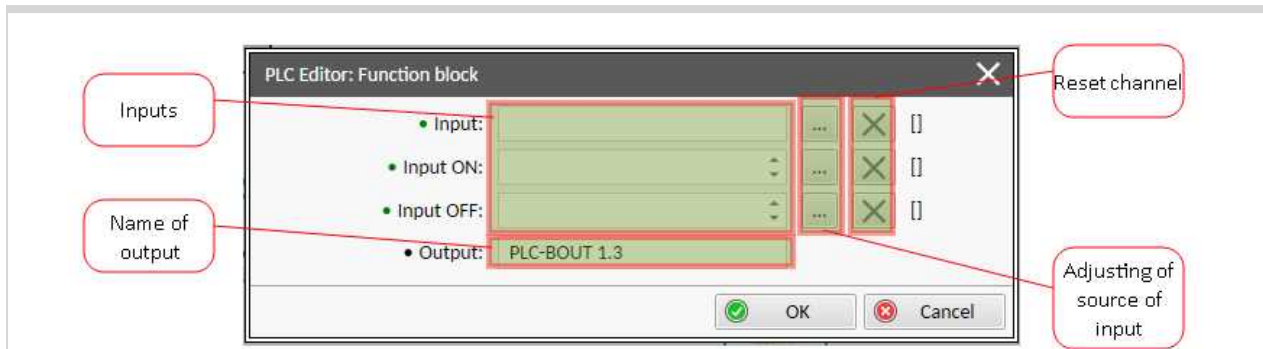 PLC Editor: Function block
Reset channel
Inputs
• Input:
...
[]
• Input ON:
...
[]
• Input OFF:
...
[]
Name of
output
• Output:
PLC-BOUT 1.3
Adjusting of
source of
input
OK
Cancel